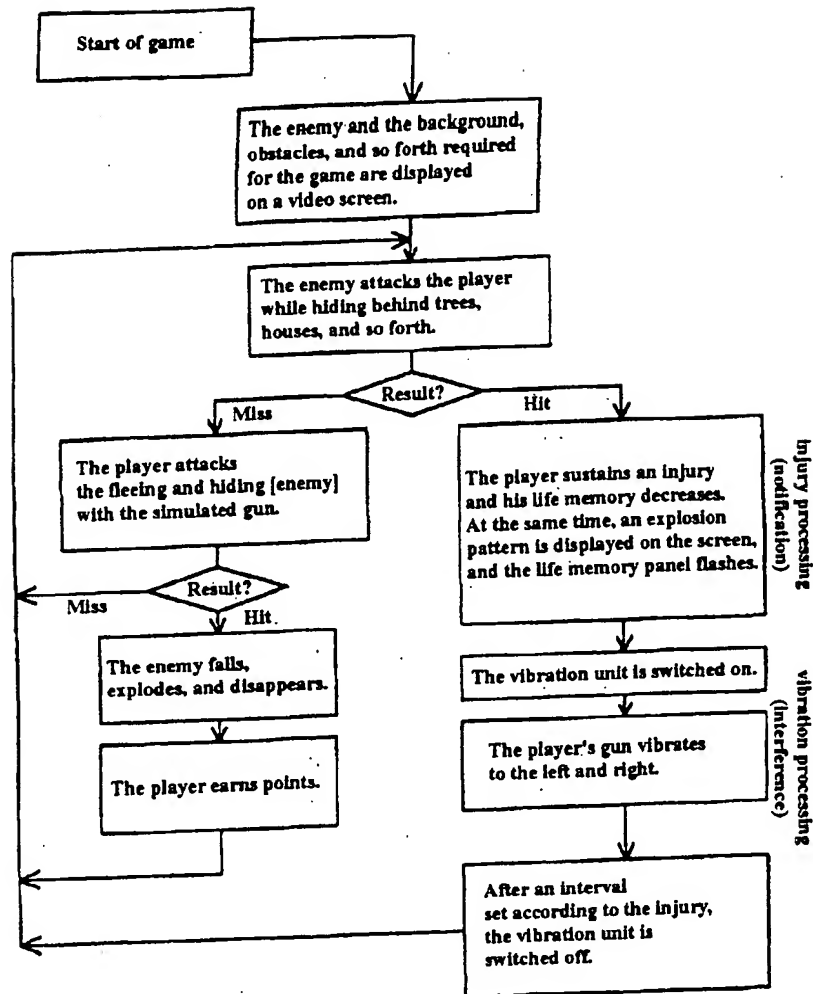 Start of game
The enemy and the background,
obstacles, and so forth required
for the game are displayed
on a video screen.
The enemy attacks the player
while hiding behind trees,
houses, and so forth.
Result?
Miss
Hit
The player attacks
the fleeing and hiding [enemy]
with the simulated gun.
The player sustains an injury
and his life memory decreases.
At the same time, an explosion
pattern is displayed on the screen,
and the life memory panel flashes.
injury processing
(notification)
Result?
Miss
Hit
The enemy falls,
explodes, and disappears.
The vibration unit is switched on.
The player's gun vibrates
to the left and right.
vibration processing
(interference)
The player earns points.
After an interval
set according to the injury,
the vibration unit is
switched off.